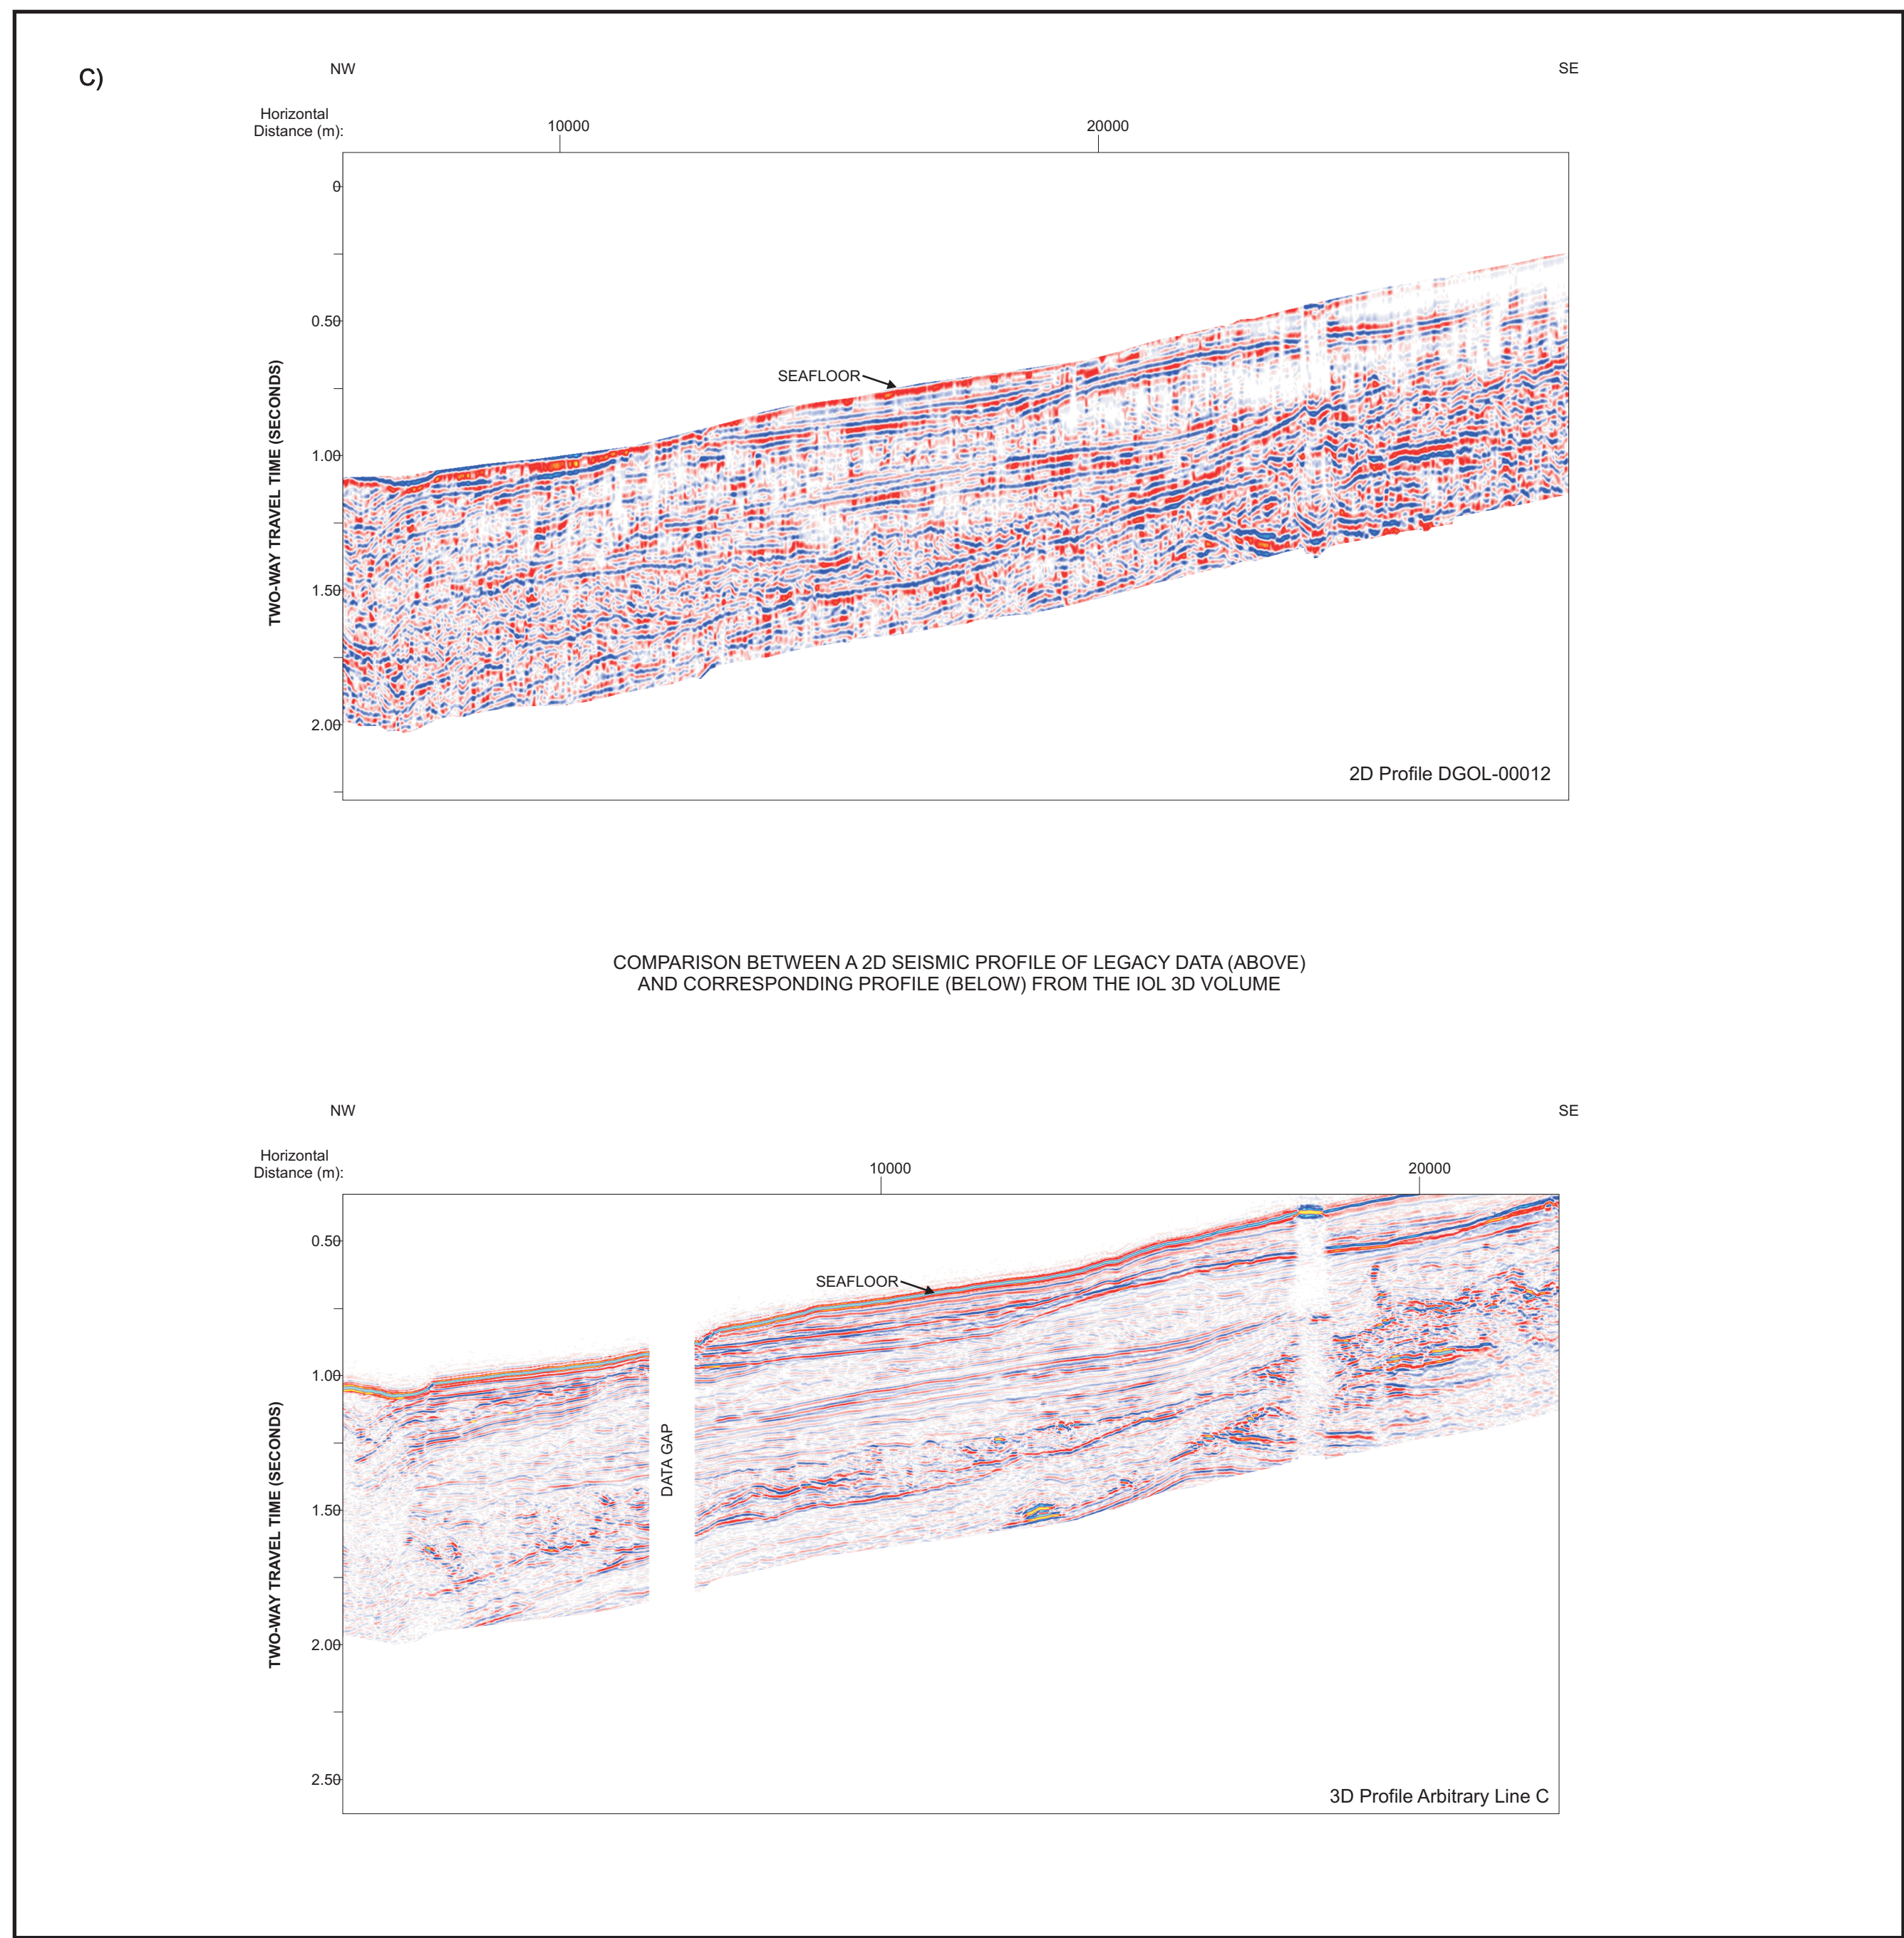 C)
NW
SE
Horizontal
Distance (m):
10000
20000
0
0.50
1.00
1.50
2.00
TWO-WAY TRAVEL TIME (SECONDS)
SEAFLOOR
2D Profile DGOL-00012
COMPARISON BETWEEN A 2D SEISMIC PROFILE OF LEGACY DATA (ABOVE)
AND CORRESPONDING PROFILE (BELOW) FROM THE IOL 3D VOLUME
NW
SE
Horizontal
Distance (m):
10000
20000
0.50
1.00
1.50
2.00
2.50
TWO-WAY TRAVEL TIME (SECONDS)
SEAFLOOR
DATA GAP
3D Profile Arbitrary Line C